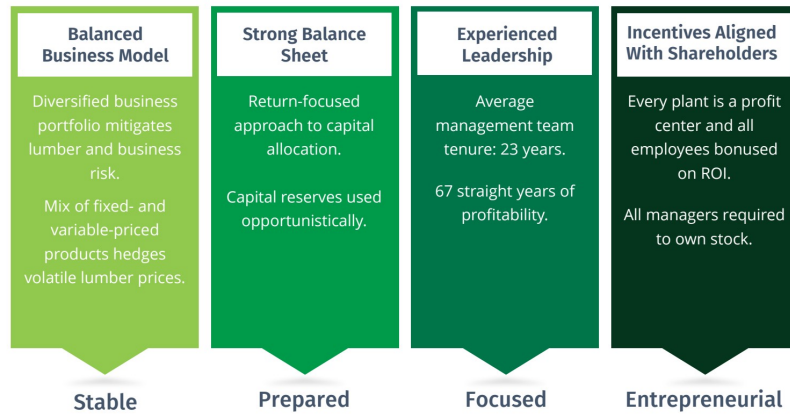 Balanced
Business Model
Diversified business
portfolio mitigates
lumber and business
risk.
Mix of fixed- and
variable-priced
products hedges
volatile lumber prices.
Stable
Strong Balance
Sheet
Return-focused
approach to capital
allocation.
Capital reserves used
opportunistically.
Prepared
Experienced
Leadership
Average
management team
tenure: 23 years.
67 straight years of
profitability.
Focused
Incentives Aligned
With Shareholders
Every plant is a profit
center and all
employees bonused
on ROI.
All managers required
to own stock.
Entrepreneurial